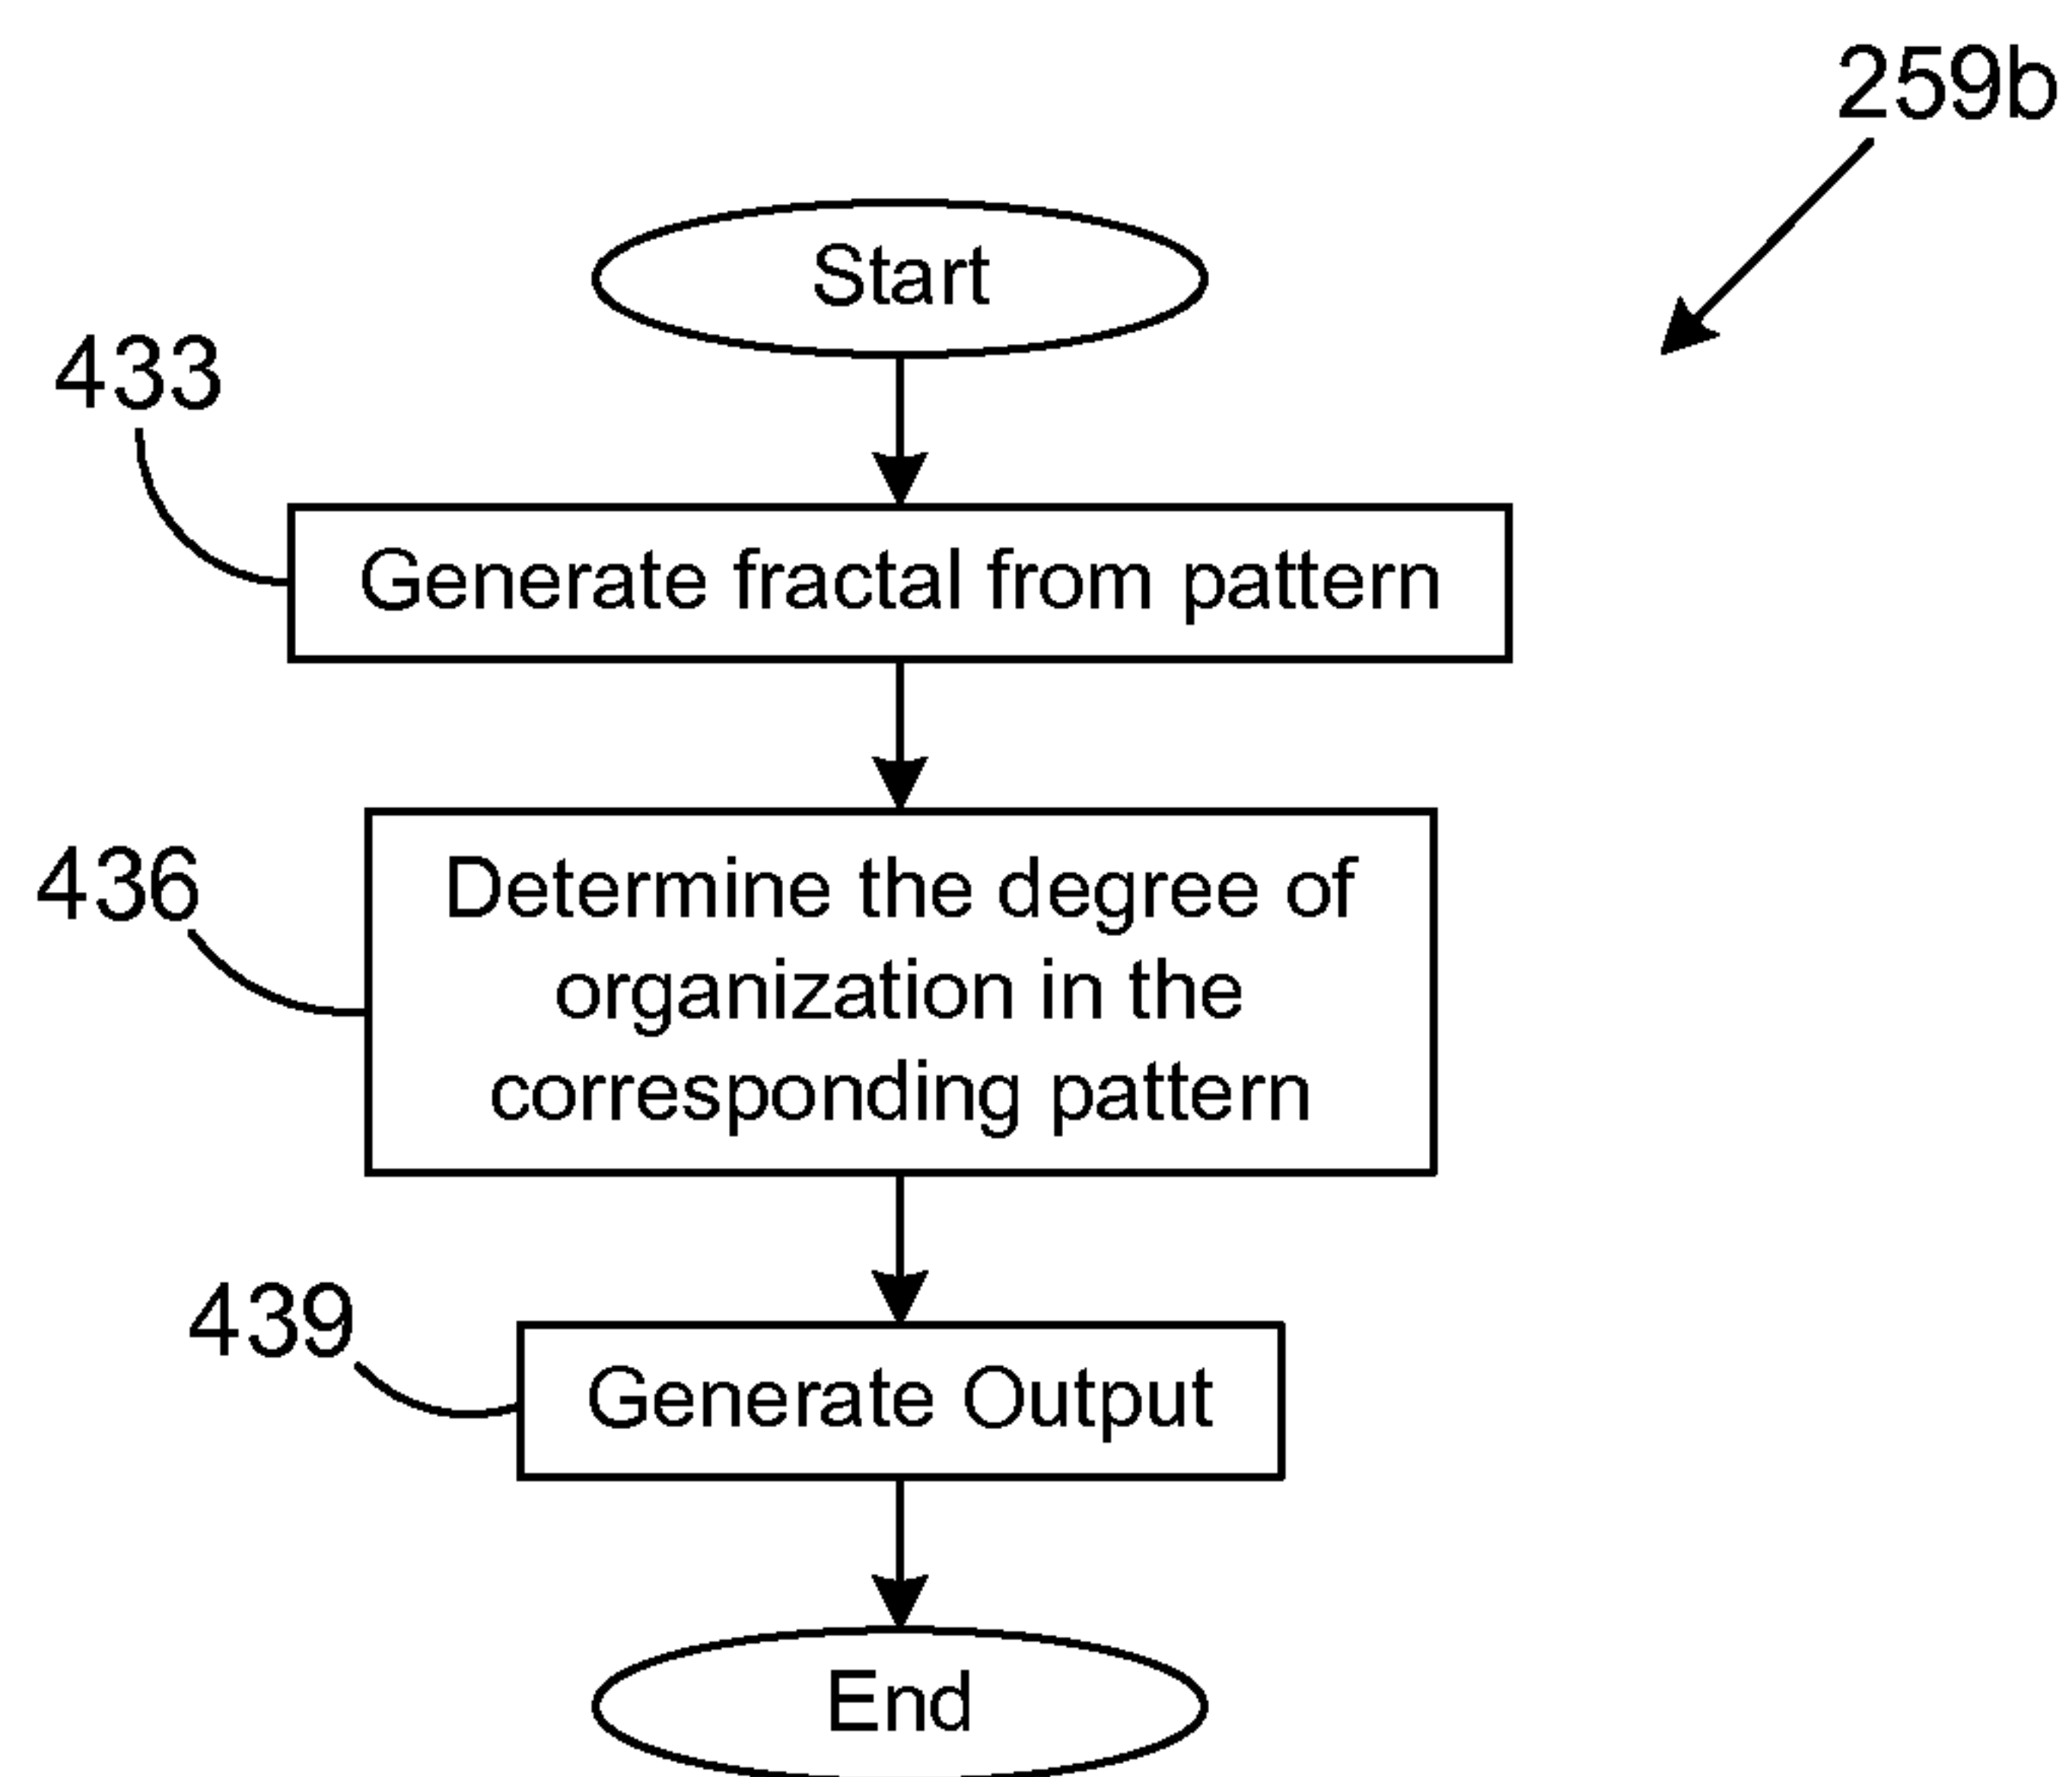 259b
Start
433
Generate fractal from pattern
436
Determine the degree of
organization in the
corresponding pattern
439
Generate Output
End